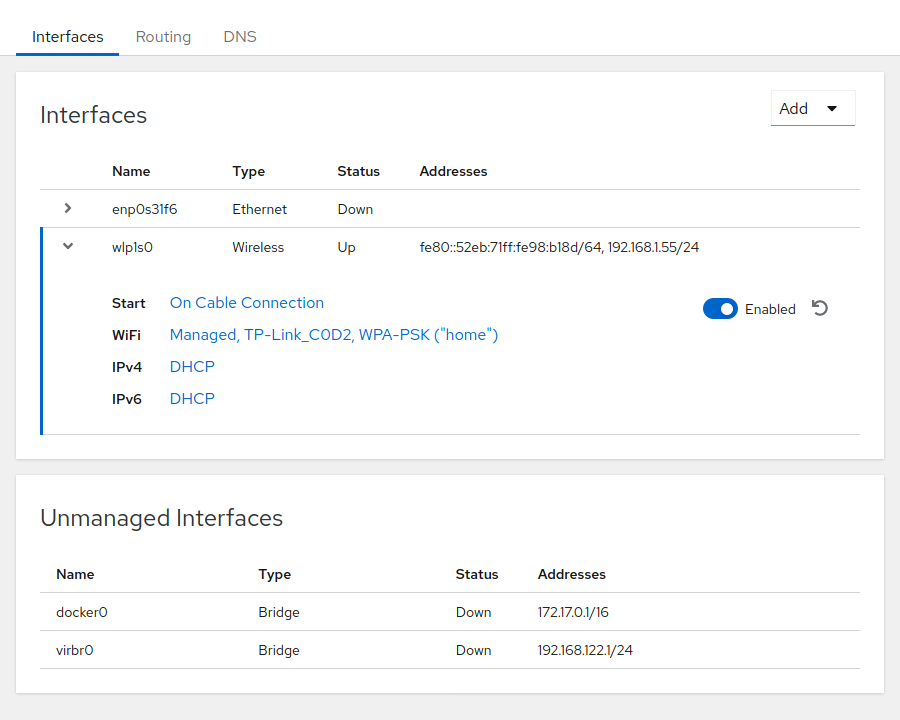 Interfaces Routing DNS
Interfaces
Add
Name Type Status Addresses
enp0s31f6 Ethernet Down
wlp1s0 Wireless Up fe80::52eb:71ff:fe98:b18d/64, 192.168.1.55/24
Start On Cable Connection
Enabled
WiFi Managed, TP-Link_C0D2, WPA-PSK ("home")
IPv4 DHCP
IPv6 DHCP
Unmanaged Interfaces
Name Type Status Addresses
docker0 Bridge Down 172.17.0.1/16
virbr0 Bridge Down 192.168.122.1/24